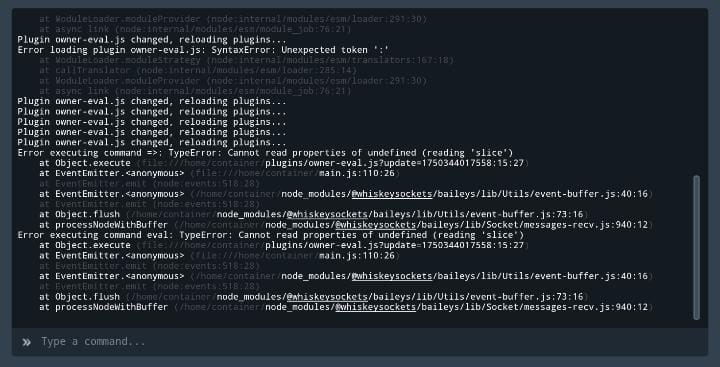 at WoduleLoader.moduleProvider (node:internal/modules/esm/loader:291:30)
at async link (node:internal/modules/esm/module_job:76:21)
Plugin owner-eval.js changed, reloading plugins...
Error loading plugin owner-eval.js: SyntaxError: Unexpected token ':'
at WoduleLoader.moduleStrategy (node:internal/modules/esm/translators:167:18)
at callTranslator (node:internal/modules/esm/loader:285:14)
at WoduleLoader.moduleProvider (node:internal/modules/esm/loader:291:30)
at async link (node:internal/modules/esm/module_job:76:21)
Plugin owner-eval.js changed, reloading plugins...
Plugin owner-eval.js changed, reloading plugins...
Plugin owner-eval.js changed, reloading plugins...
Plugin owner-eval.js changed, reloading plugins...
Plugin owner-eval.js changed, reloading plugins...
Error executing command =>: TypeError: Cannot read properties of undefined (reading 'slice')
at Object.execute (file:///home/container/plugins/owner-eval.js?update=1750344017558:15:27)
at EventEmitter.<anonymous> (file:///home/container/main.js:110:26)
at EventEmitter.emit (node:events:518:28)
at EventEmitter.<anonymous> (/home/container/node_modules/@whiskeysockets/baileys/lib/Utils/event-buffer.js:40:16)
at EventEmitter.emit (node:events:518:28)
at Object.flush (/home/container/node_modules/@whiskeysockets/baileys/lib/Utils/event-buffer.js:73:16)
at processNodeWithBuffer (/home/container/node_modules/@whiskeysockets/baileys/lib/Socket/messages-recv.js:940:12)
Error executing command eval: TypeError: Cannot read properties of undefined (reading 'slice')
at Object.execute (file:///home/container/plugins/owner-eval.js?update=1750344017558:15:27)
at EventEmitter.<anonymous> (file:///home/container/main.js:110:26)
at EventEmitter.emit (node:events:518:28)
at EventEmitter.<anonymous> (/home/container/node_modules/@whiskeysockets/baileys/lib/Utils/event-buffer.js:40:16)
at EventEmitter.emit (node:events:518:28)
at Object.flush (/home/container/node_modules/@whiskeysockets/baileys/lib/Utils/event-buffer.js:73:16)
at processNodeWithBuffer (/home/container/node_modules/@whiskeysockets/baileys/lib/Socket/messages-recv.js:940:12)
» Type a command...